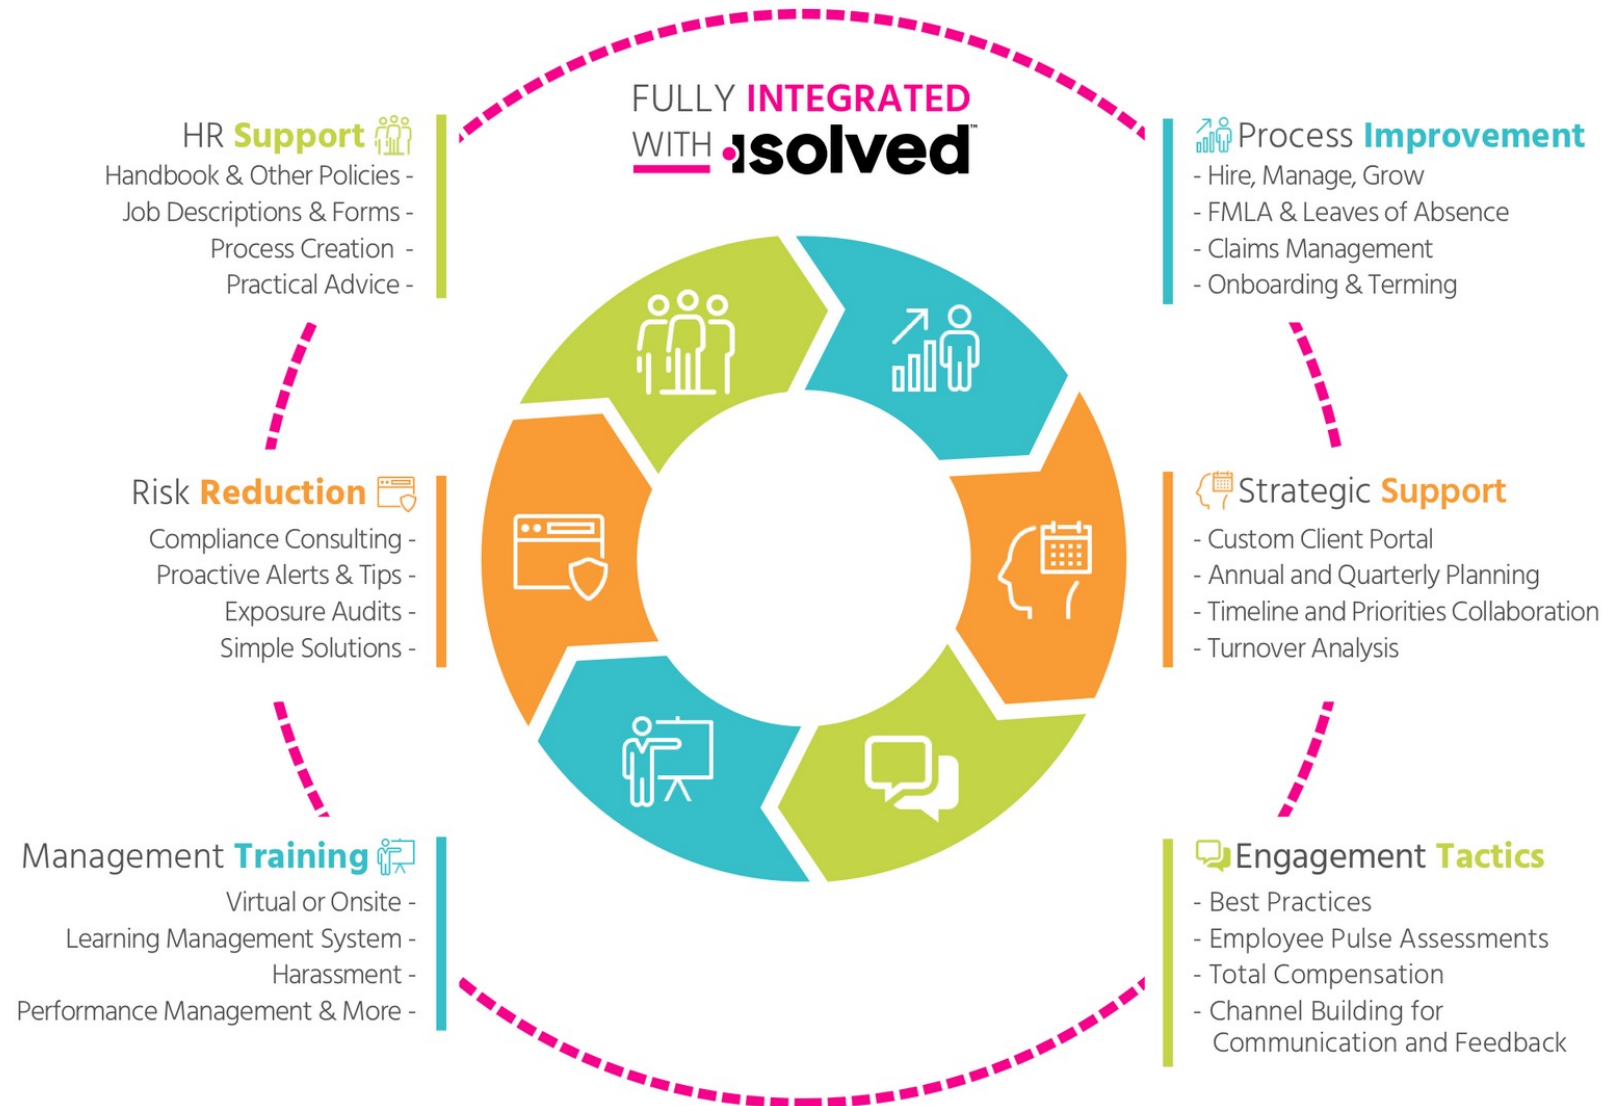 FULLY INTEGRATED
WITH isolved™
HR Support
Handbook & Other Policies -
Job Descriptions & Forms -
Process Creation -
Practical Advice -
Risk Reduction
Compliance Consulting -
Proactive Alerts & Tips -
Exposure Audits -
Simple Solutions -
Management Training
Virtual or Onsite -
Learning Management System -
Harassment -
Performance Management & More -
Process Improvement
- Hire, Manage, Grow
- FMLA & Leaves of Absence
- Claims Management
- Onboarding & Terming
Strategic Support
- Custom Client Portal
- Annual and Quarterly Planning
- Timeline and Priorities Collaboration
- Turnover Analysis
Engagement Tactics
- Best Practices
- Employee Pulse Assessments
- Total Compensation
- Channel Building for
Communication and Feedback